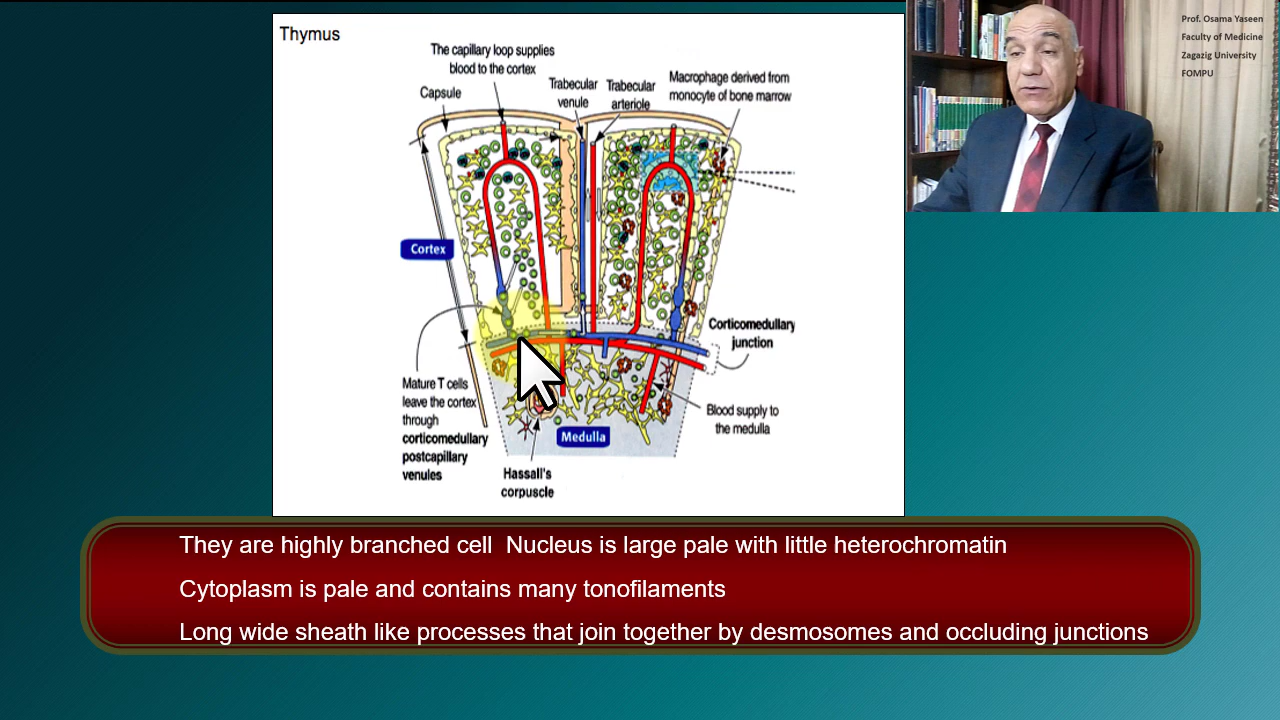 Thymus
The capillary loop supplies
blood to the cortex
Capsule
Trabecular
venule
Trabecular
arteriole
Macrophage derived from
monocyte of bone marrow
Cortex
Corticomedullary
junction
Mature T cells
leave the cortex
through
corticomedullary
postcapillary
venules
Blood supply to
the medulla
Medulla
Hassall's
corpuscle
Prof. Osama Yaseen
Faculty of Medicine
Zagazig University
FOMPU
They are highly branched cell Nucleus is large pale with little heterochromatin
Cytoplasm is pale and contains many tonofilaments
Long wide sheath like processes that join together by desmosomes and occluding junctions